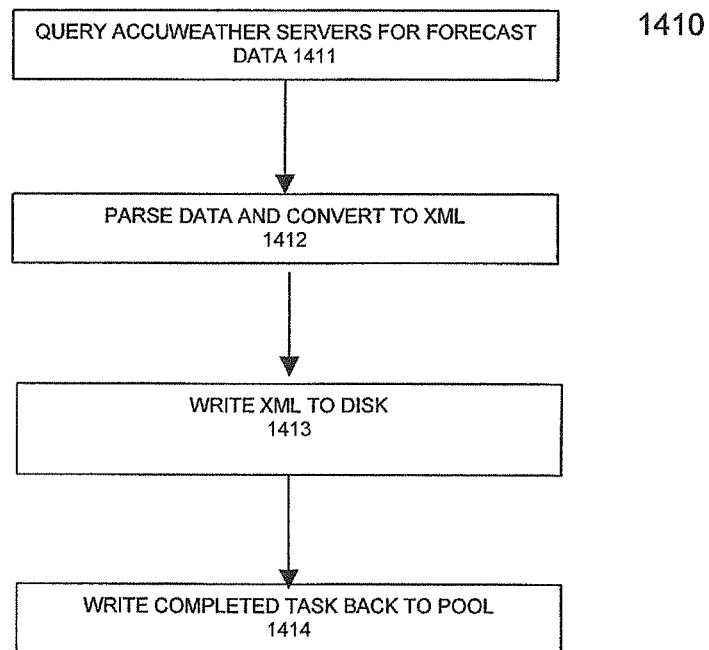 1410
QUERY ACCUWEATHER SERVERS FOR FORECAST
DATA 1411
PARSE DATA AND CONVERT TO XML
1412
WRITE XML TO DISK
1413
WRITE COMPLETED TASK BACK TO POOL
1414